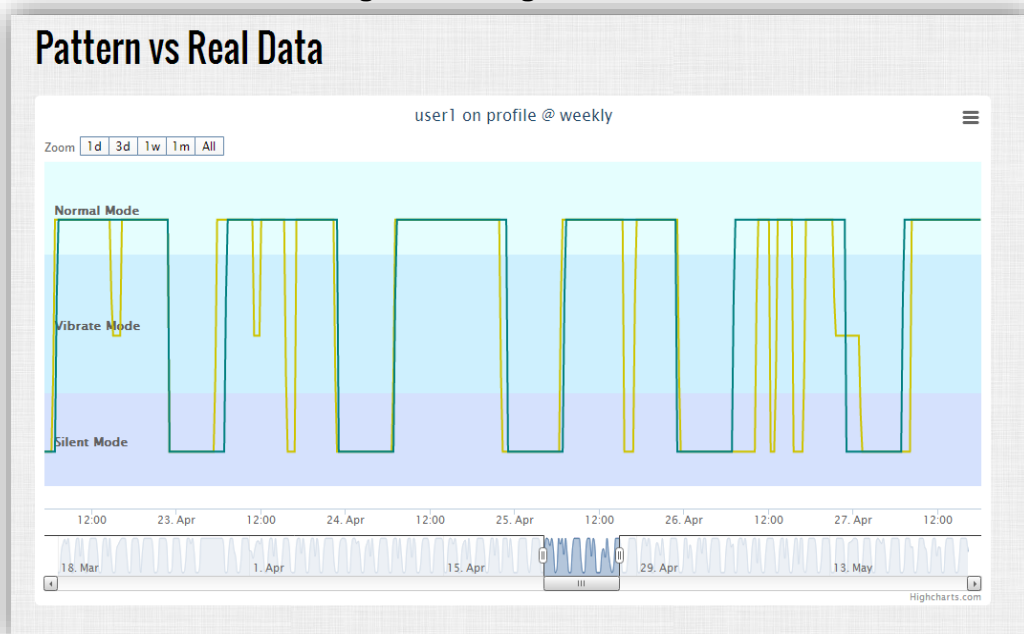 Pattern vs Real Data
user1 on profile @ weekly
Zoom 1d 3d 1w 1m All
Normal Mode
Vibrate Mode
Silent Mode
12:00 23. Apr 12:00 24. Apr 12:00 25. Apr 12:00 26. Apr 12:00 27. Apr 12:00
18. Mar 1. Apr 15. Apr 29. Apr 13. May
Highcharts.com